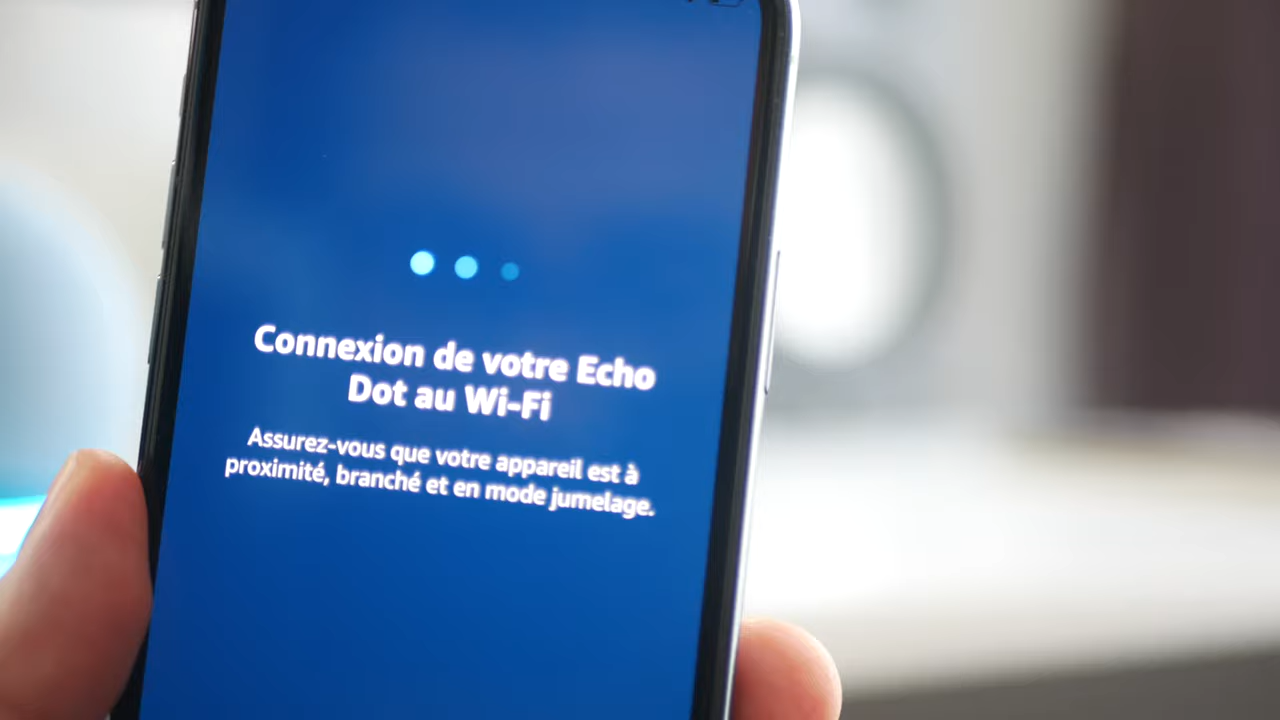 Connexion de votre Echo
Dot au Wi-Fi
Assurez-vous que votre appareil est à
proximité, branché et en mode jumelage.